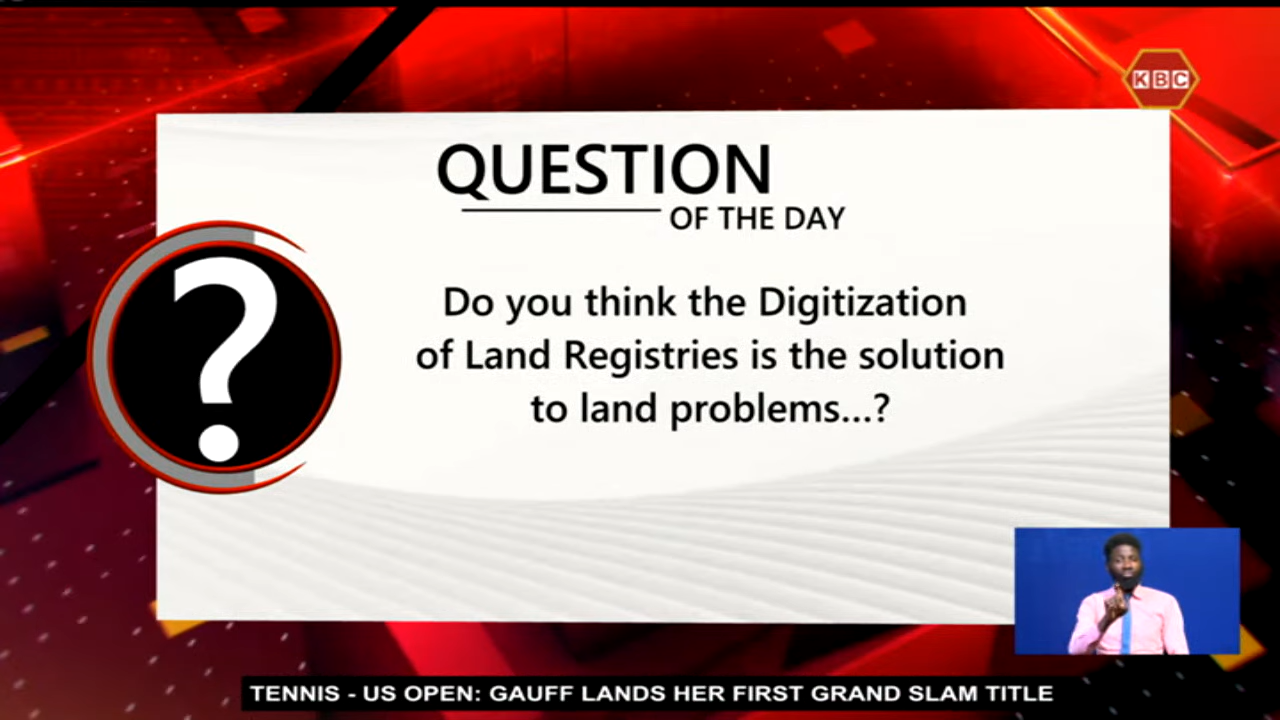 KBC
QUESTION
OF THE DAY
?
Do you think the Digitization
of Land Registries is the solution
to land problems...?
TENNIS - US OPEN: GAUFF LANDS HER FIRST GRAND SLAM TITLE